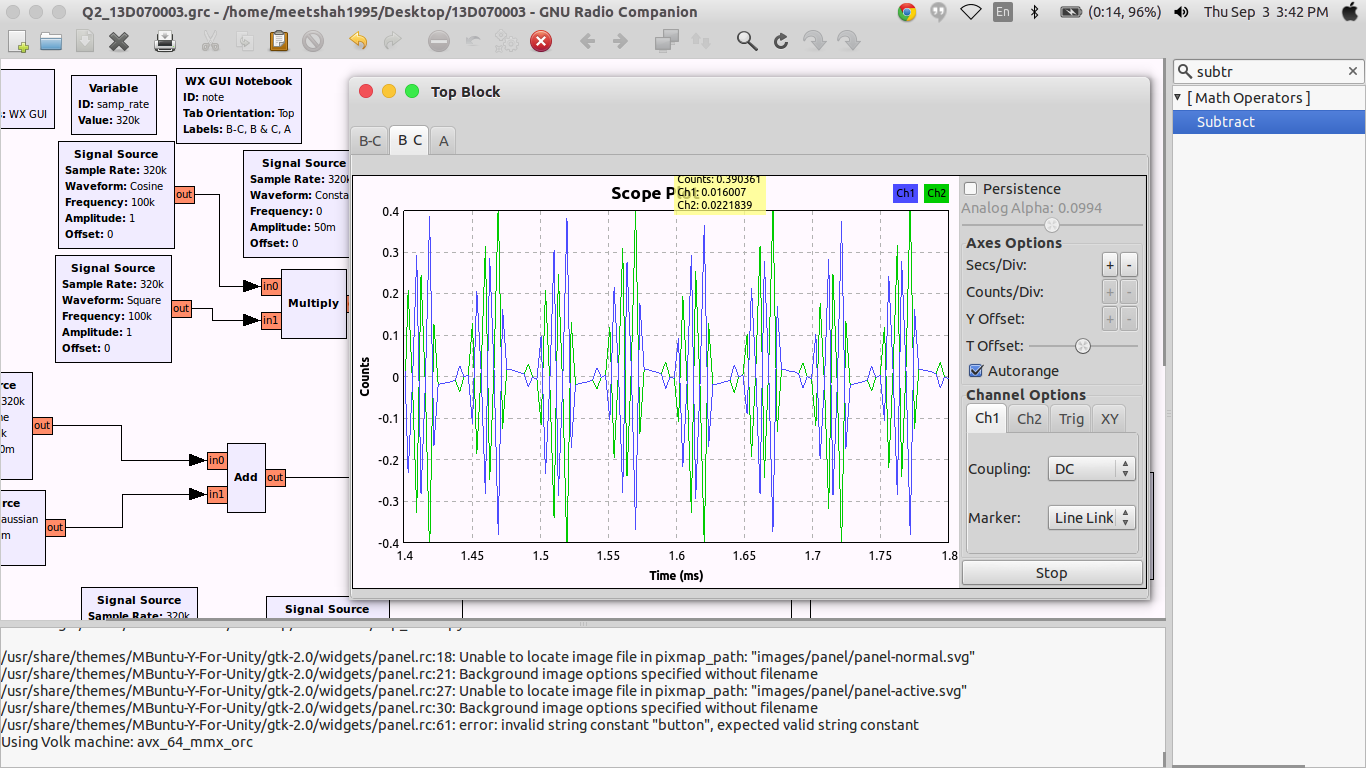 Q2_13D070003.grc - /home/meetshah1995/Desktop/13D070003 - GNU Radio Companion
En
(0:14, 96%)
Thu Sep 3 3:42 PM
: WX GUI
Variable
ID: samp_rate
Value: 320k
WX GUI Notebook
ID: note
Tab Orientation: Top
Labels: B-C, B & C, A
Signal Source
Sample Rate: 320k
Waveform: Cosine
Frequency: 100k
Amplitude: 1
Offset: 0
out
Signal Source
Sample Rate: 320k
Waveform: Consta
Frequency: 0
Amplitude: 50m
Offset: 0
Signal Source
Sample Rate: 320k
Waveform: Square
Frequency: 100k
Amplitude: 1
Offset: 0
out
in0
in1
Multiply
rce
320k
ne
k
0m
out
in0
in1
Add
out
rce
aussian
m
out
Signal Source
Sample Rate: 320k
Signal Source
Top Block
B-C
B C
A
Scope Pl
Counts: 0.390361
Ch1: 0.016007
Ch2: 0.0221839
Ch1
Ch2
0.4
0.3
0.2
0.1
0
-0.1
-0.2
-0.3
-0.4
Counts
1.4
1.45
1.5
1.55
1.6
1.65
1.7
1.75
1.8
Time (ms)
Persistence
Analog Alpha: 0.0994
Axes Options
Secs/Div:
+ -
Counts/Div:
+ -
Y Offset:
+ -
T Offset:
Autorange
Channel Options
Ch1 Ch2 Trig XY
Coupling:
DC
Marker:
Line Link
Stop
subtr
[ Math Operators ]
Subtract
/usr/share/themes/MBuntu-Y-For-Unity/gtk-2.0/widgets/panel.rc:18: Unable to locate image file in pixmap_path: "images/panel/panel-normal.svg"
/usr/share/themes/MBuntu-Y-For-Unity/gtk-2.0/widgets/panel.rc:21: Background image options specified without filename
/usr/share/themes/MBuntu-Y-For-Unity/gtk-2.0/widgets/panel.rc:27: Unable to locate image file in pixmap_path: "images/panel/panel-active.svg"
/usr/share/themes/MBuntu-Y-For-Unity/gtk-2.0/widgets/panel.rc:30: Background image options specified without filename
/usr/share/themes/MBuntu-Y-For-Unity/gtk-2.0/widgets/panel.rc:61: error: invalid string constant "button", expected valid string constant
Using Volk machine: avx_64_mmx_orc